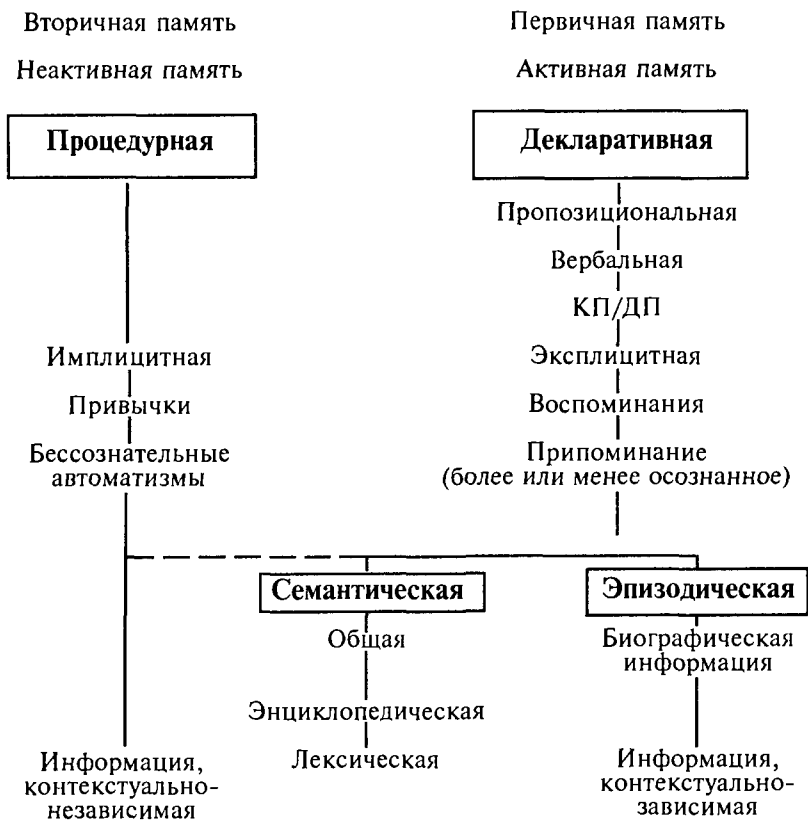 Вторичная память
Первичная память
Неактивная память
Активная память
Процедурная
Декларативная
Пропозициональная
Вербальная
КП/ДП
Имплицитная
Эксплицитная
Привычки
Воспоминания
Бессознательные
автоматизмы
Припоминание
(более или менее осознанное)
Семантическая
Эпизодическая
Общая
Биографическая
информация
Энциклопедическая
Лексическая
Информация,
контекстуально-
независимая
Информация,
контекстуально-
зависимая